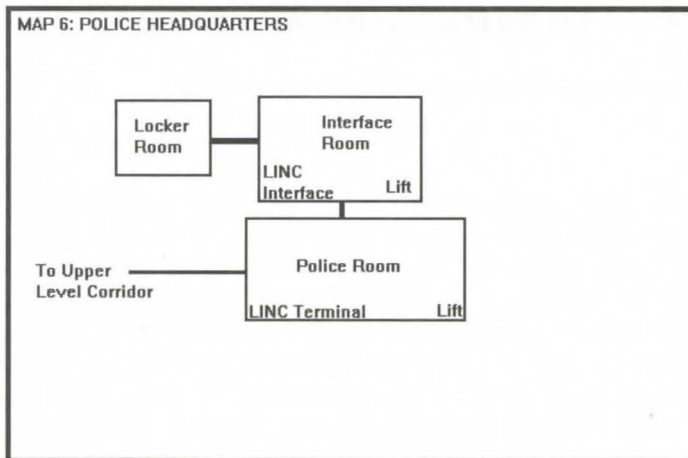 MAP 6: POLICE HEADQUARTERS
Locker
Room
Interface
Room
LINC
Interface
Lift
To Upper
Level Corridor
Police Room
LINC Terminal
Lift